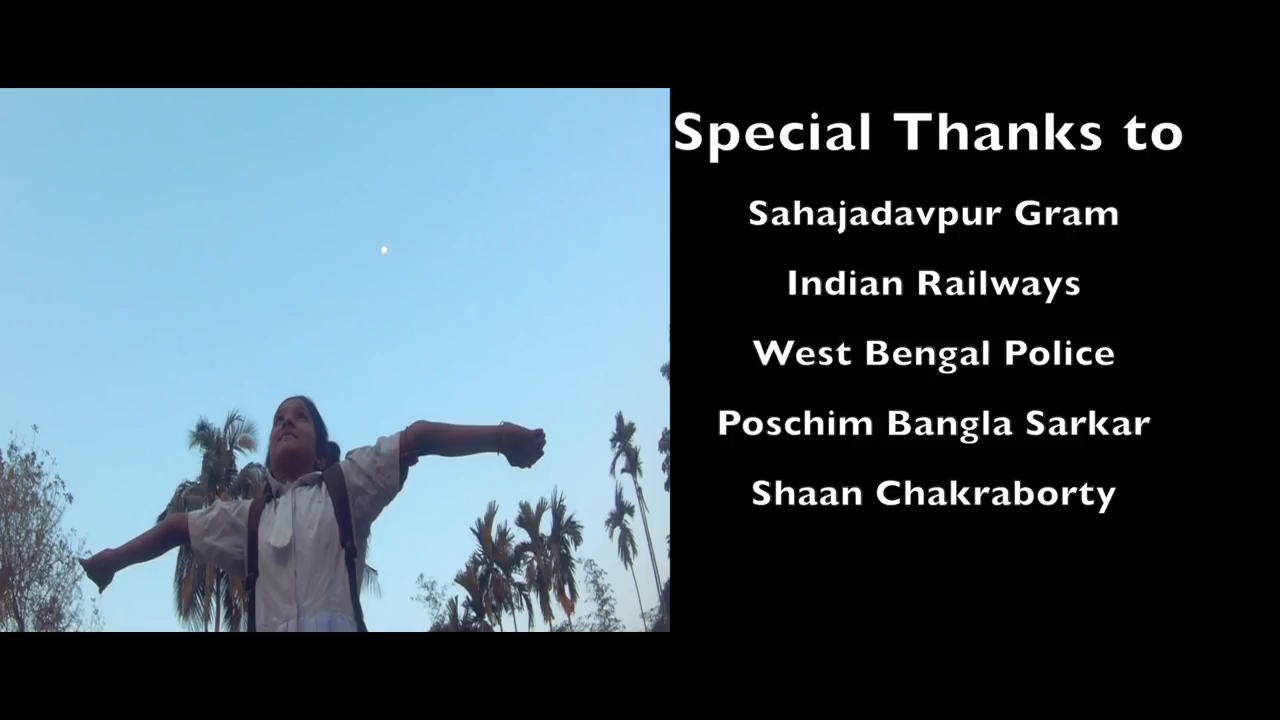 Special Thanks to
Sahajadavpur Gram
Indian Railways
West Bengal Police
Poschim Bangla Sarkar
Shaan Chakraborty